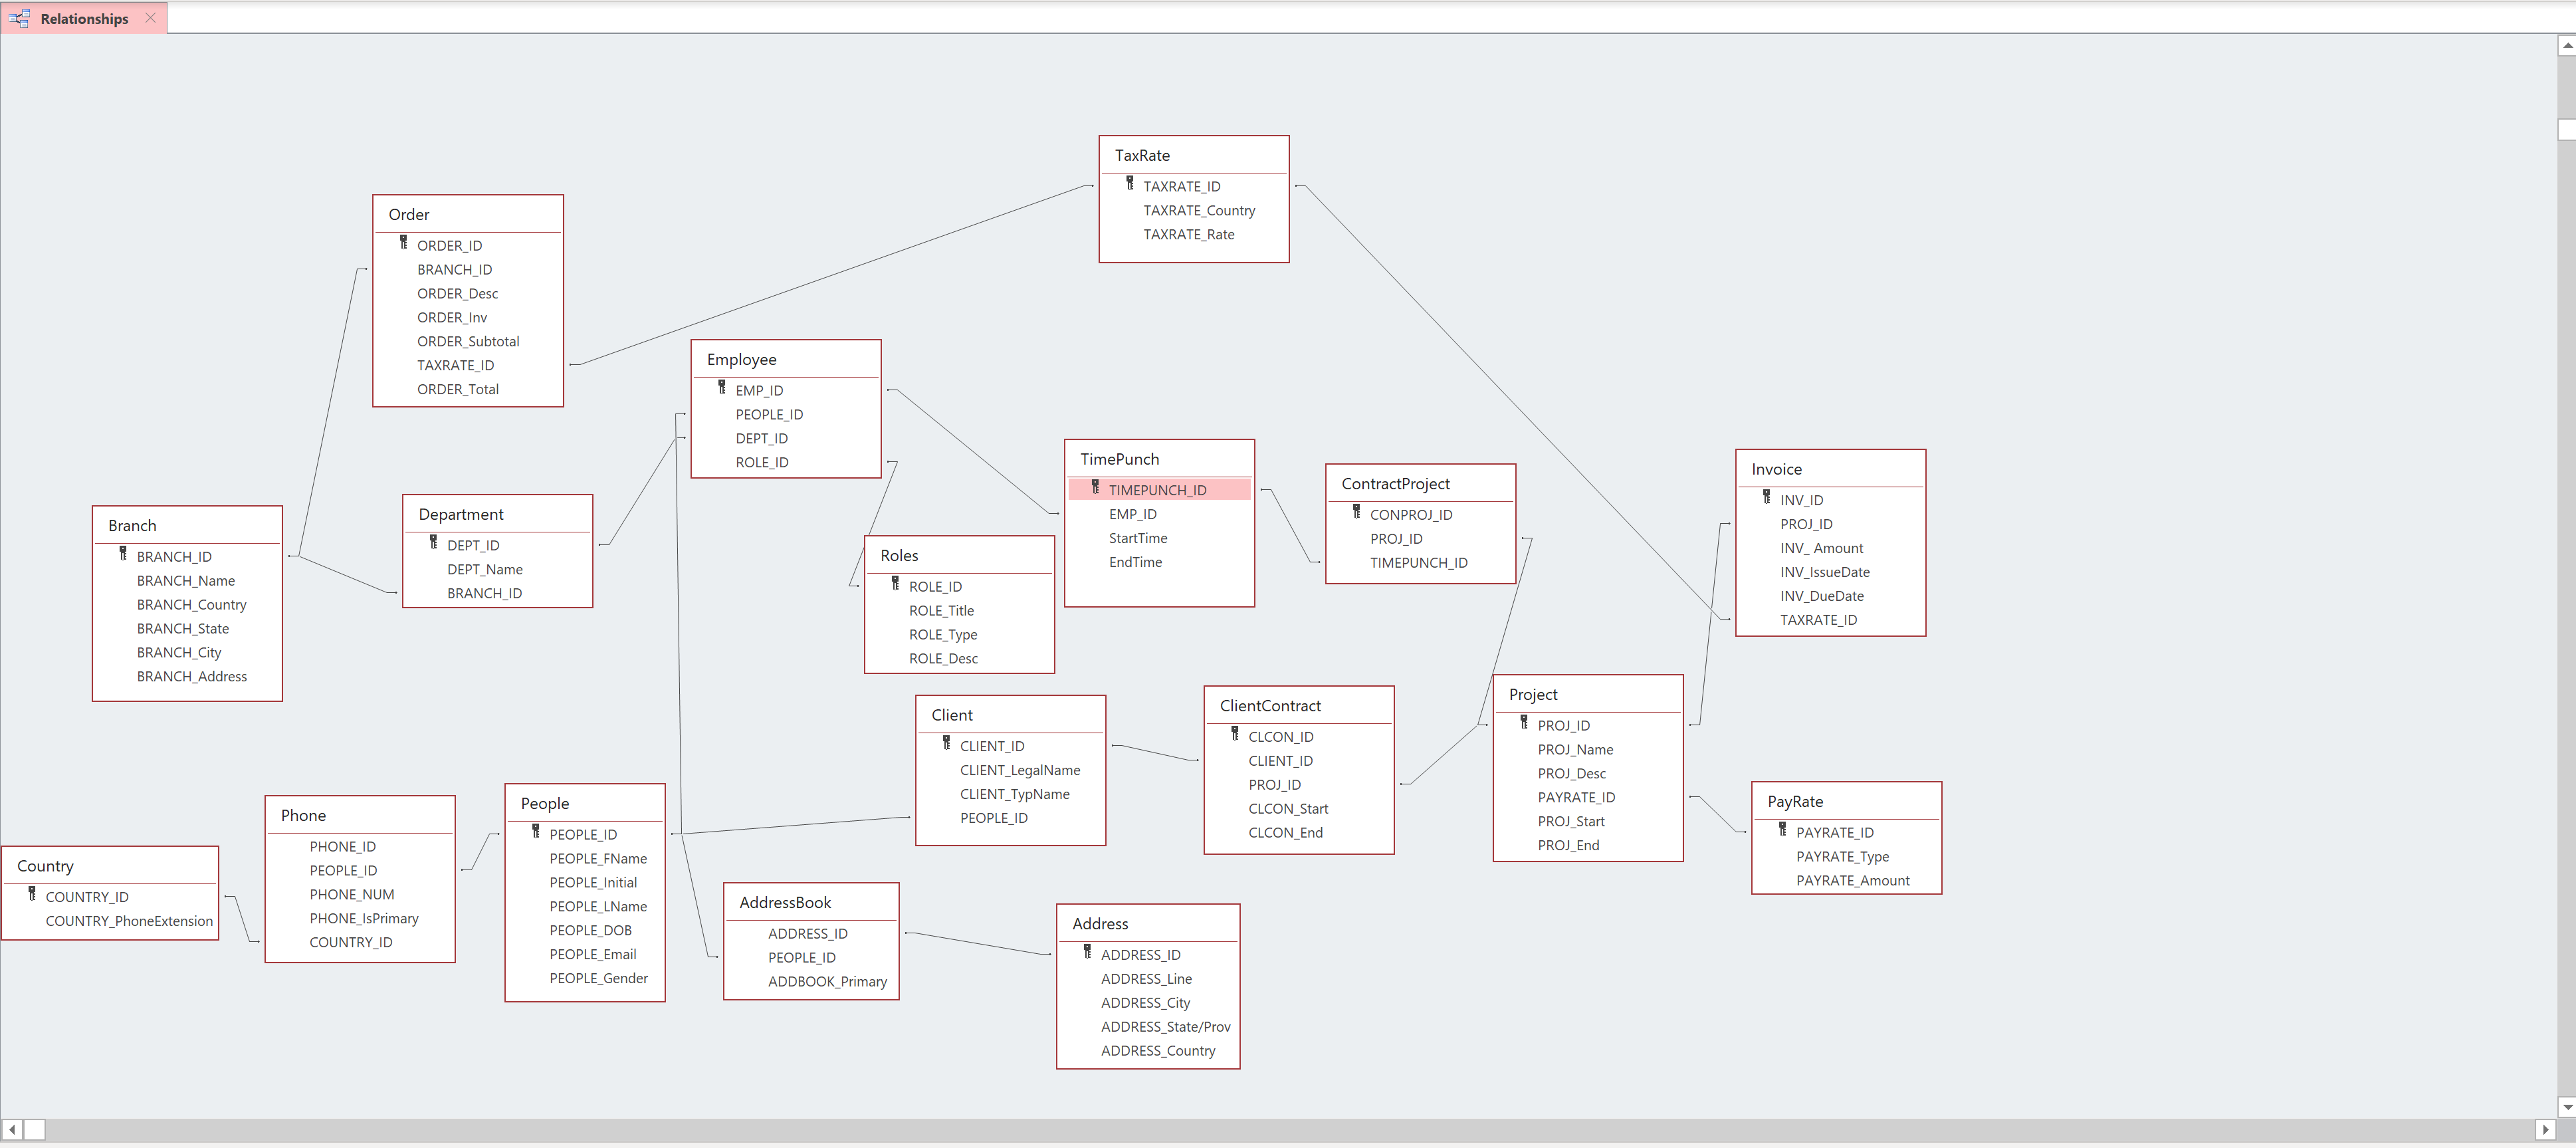 Relationships
TaxRate
TAXRATE_ID
TAXRATE_Country
TAXRATE_Rate
Order
ORDER_ID
BRANCH_ID
ORDER_Desc
ORDER_Inv
ORDER_Subtotal
TAXRATE_ID
ORDER_Total
Employee
EMP_ID
PEOPLE_ID
DEPT_ID
ROLE_ID
TimePunch
TIMEPUNCH_ID
EMP_ID
StartTime
EndTime
ContractProject
CONPROJ_ID
PROJ_ID
TIMEPUNCH_ID
Invoice
INV_ID
PROJ_ID
INV_ Amount
INV_IssueDate
INV_DueDate
TAXRATE_ID
Branch
BRANCH_ID
BRANCH_Name
BRANCH_Country
BRANCH_State
BRANCH_City
BRANCH_Address
Department
DEPT_ID
DEPT_Name
BRANCH_ID
Roles
ROLE_ID
ROLE_Title
ROLE_Type
ROLE_Desc
Client
CLIENT_ID
CLIENT_LegalName
CLIENT_TypName
PEOPLE_ID
ClientContract
CLCON_ID
CLIENT_ID
PROJ_ID
CLCON_Start
CLCON_End
Project
PROJ_ID
PROJ_Name
PROJ_Desc
PAYRATE_ID
PROJ_Start
PROJ_End
PayRate
PAYRATE_ID
PAYRATE_Type
PAYRATE_Amount
Country
COUNTRY_ID
COUNTRY_PhoneExtension
Phone
PHONE_ID
PEOPLE_ID
PHONE_NUM
PHONE_IsPrimary
COUNTRY_ID
People
PEOPLE_ID
PEOPLE_FName
PEOPLE_Initial
PEOPLE_LName
PEOPLE_DOB
PEOPLE_Email
PEOPLE_Gender
AddressBook
ADDRESS_ID
PEOPLE_ID
ADDBOOK_Primary
Address
ADDRESS_ID
ADDRESS_Line
ADDRESS_City
ADDRESS_State/Prov
ADDRESS_Country